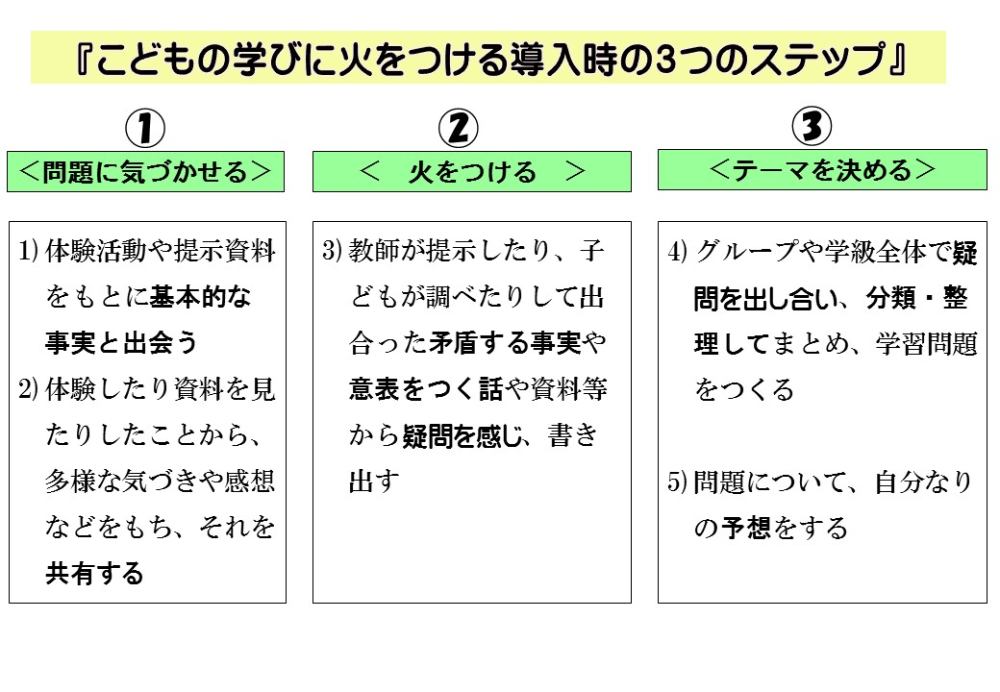 『こどもの学びに火をつける導入時の3つのステップ』
①
＜問題に気づかせる＞
1) 体験活動や提示資料
をもとに基本的な
事実と出会う
2) 体験したり資料を見
たりしたことから、
多様な気づきや感想
などをもち、それを
共有する
②
＜ 火をつける ＞
3) 教師が提示したり、子
どもが調べたりして出
合った矛盾する事実や
意表をつく話や資料等
から疑問を感じ、書き
出す
③
＜テーマを決める＞
4) グループや学級全体で疑
問を出し合い、分類・整
理してまとめ、学習問題
をつくる
5) 問題について、自分なり
の予想をする